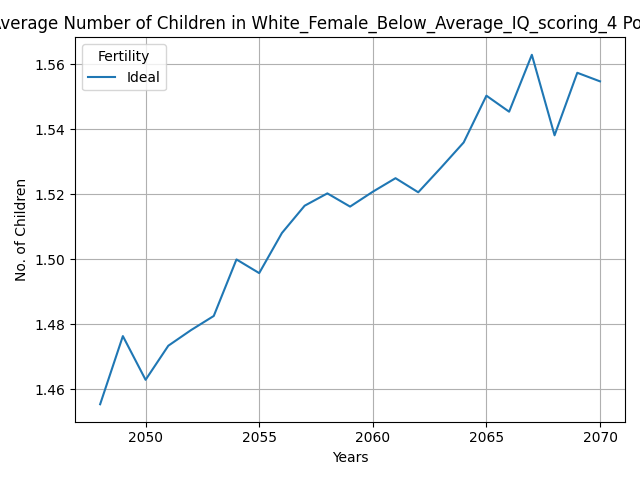 Average Number of Children in White_Female_Below_Average_IQ_scoring_4 Po
Fertility
Ideal
1.56
1.54
1.52
1.50
1.48
1.46
No. of Children
2050 2055 2060 2065 2070
Years